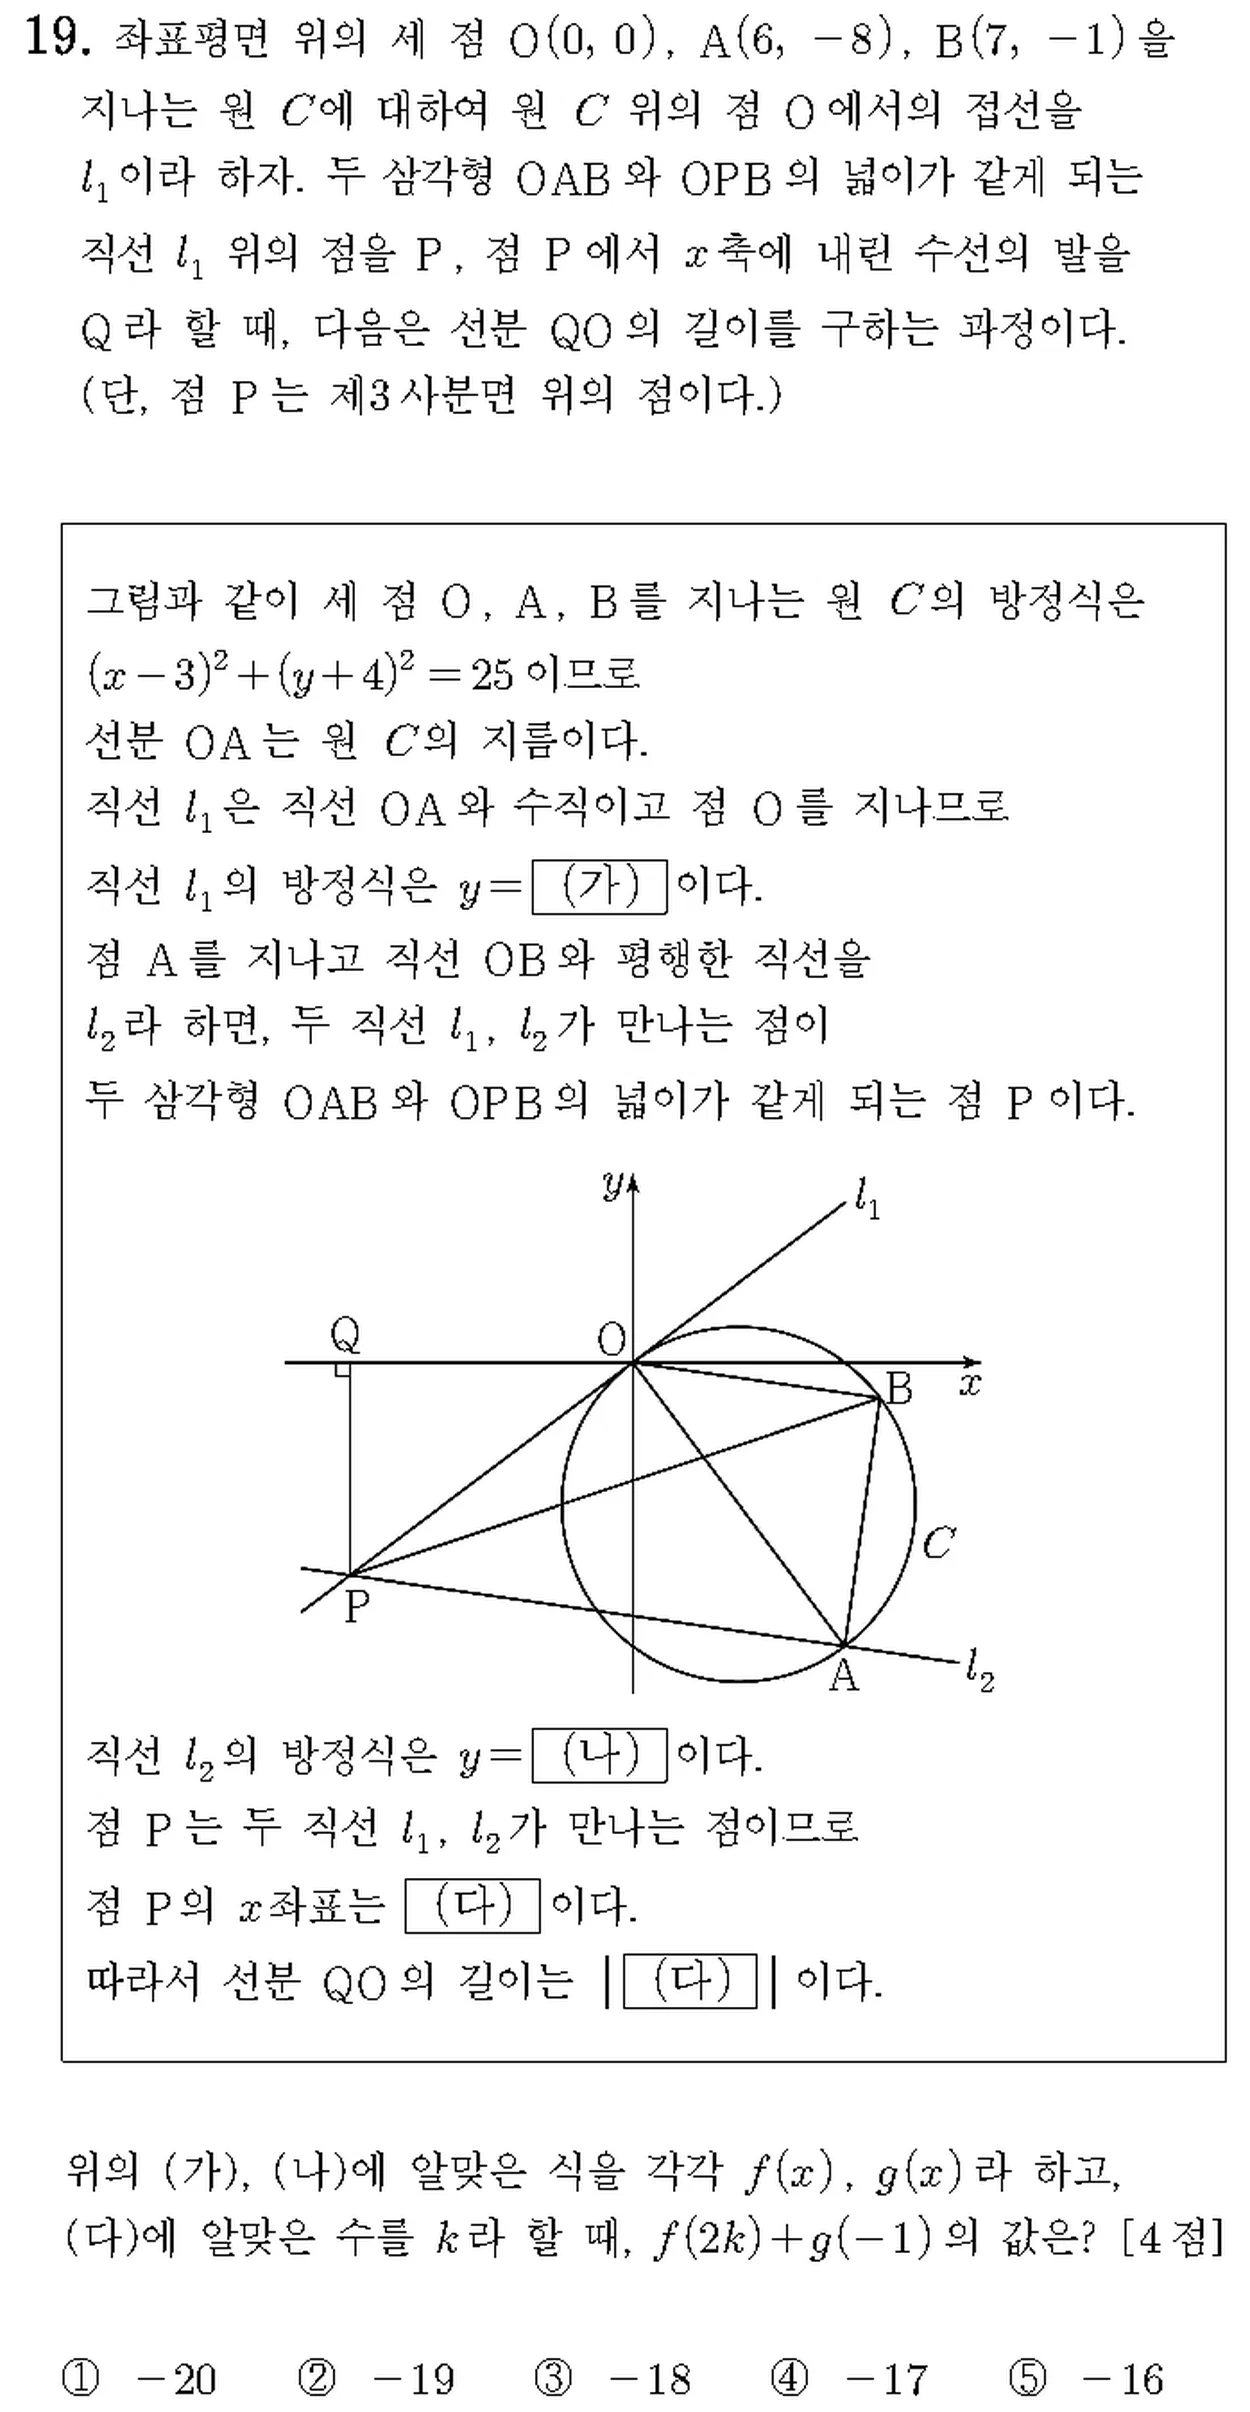 19. 좌표평면 위의 세 점 O(0, 0), A(6, −8), B(7, −1)을
지나는 원 C에 대하여 원 C 위의 점 O에서의 접선을
l₁이라 하자. 두 삼각형 OAB와 OPB의 넓이가 같게 되는
직선 l₁ 위의 점을 P, 점 P에서 x축에 내린 수선의 발을
Q라 할 때, 다음은 선분 QO의 길이를 구하는 과정이다.
(단, 점 P는 제3사분면 위의 점이다.)
그림과 같이 세 점 O, A, B를 지나는 원 C의 방정식은
(x−3)²+(y+4)²=25이므로
선분 OA는 원 C의 지름이다.
직선 l₁은 직선 OA와 수직이고 점 O를 지나므로
직선 l₁의 방정식은 y= (가) 이다.
점 A를 지나고 직선 OB와 평행한 직선을
l₂라 하면, 두 직선 l₁, l₂가 만나는 점이
두 삼각형 OAB와 OPB의 넓이가 같게 되는 점 P이다.
y
l₁
Q
O
B
x
C
P
A
l₂
직선 l₂의 방정식은 y= (나) 이다.
점 P는 두 직선 l₁, l₂가 만나는 점이므로
점 P의 x좌표는 (다) 이다.
따라서 선분 QO의 길이는 | (다) | 이다.
위의 (가), (나)에 알맞은 식을 각각 f(x), g(x)라 하고,
(다)에 알맞은 수를 k라 할 때, f(2k)+g(−1)의 값은? [4점]
① −20 ② −19 ③ −18 ④ −17 ⑤ −16